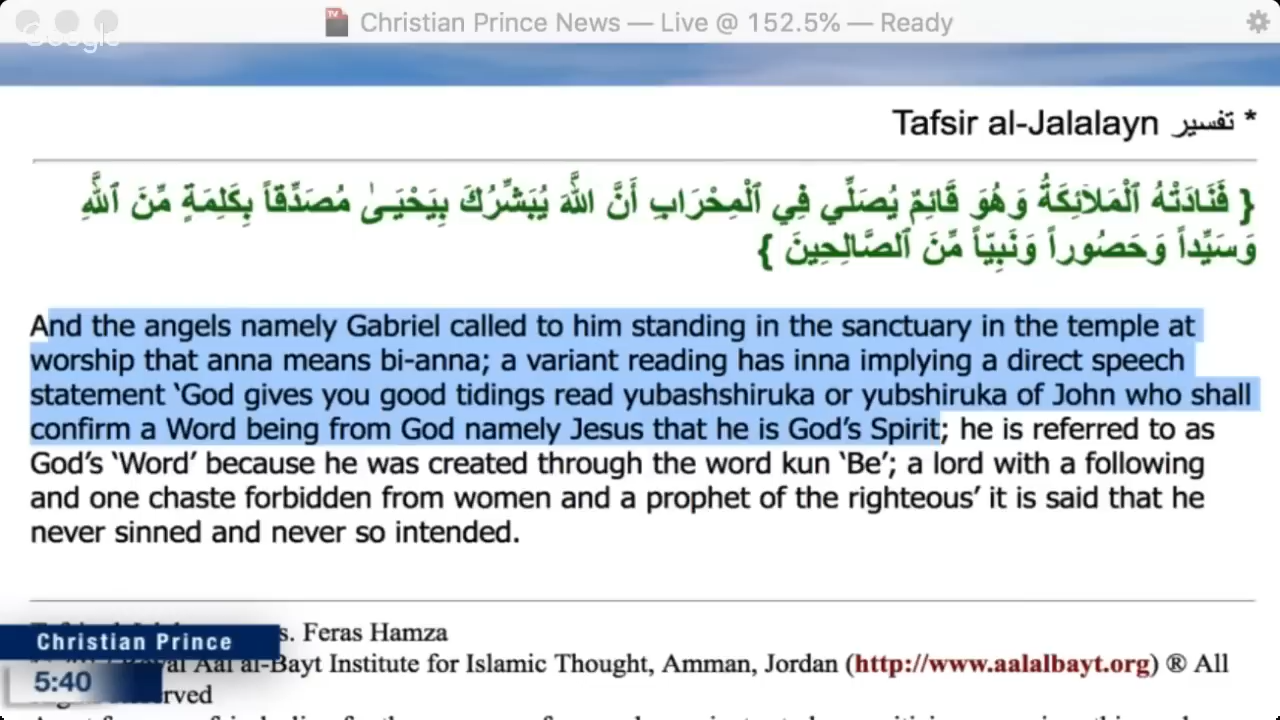 Christian Prince News — Live @ 152.5% — Ready
Google
* تفسير Tafsir al-Jalalayn
{ فَنَادَتْهُ ٱلْمَلاۤئِكَةُ وَهُوَ قَائِمٌ يُصَلِّي فِي ٱلْمِحْرَابِ أَنَّ اللَّهَ يُبَشِّرُكَ بِيَحْيَـىٰ مُصَدِّقاً بِكَلِمَةٍ مِّنَ ٱللَّهِ
وَسَيِّداً وَحَصُوراً وَنَبِيّاً مِّنَ ٱلصَّالِحِينَ }
And the angels namely Gabriel called to him standing in the sanctuary in the temple at
worship that anna means bi-anna; a variant reading has inna implying a direct speech
statement ‘God gives you good tidings read yubashshiruka or yubshiruka of John who shall
confirm a Word being from God namely Jesus that he is God’s Spirit; he is referred to as
God’s ‘Word’ because he was created through the word kun ‘Be’; a lord with a following
and one chaste forbidden from women and a prophet of the righteous’ it is said that he
never sinned and never so intended.
s. Feras Hamza
Christian Prince
Aal al-Bayt Institute for Islamic Thought, Amman, Jordan (http://www.aalalbayt.org) ® All
5:40